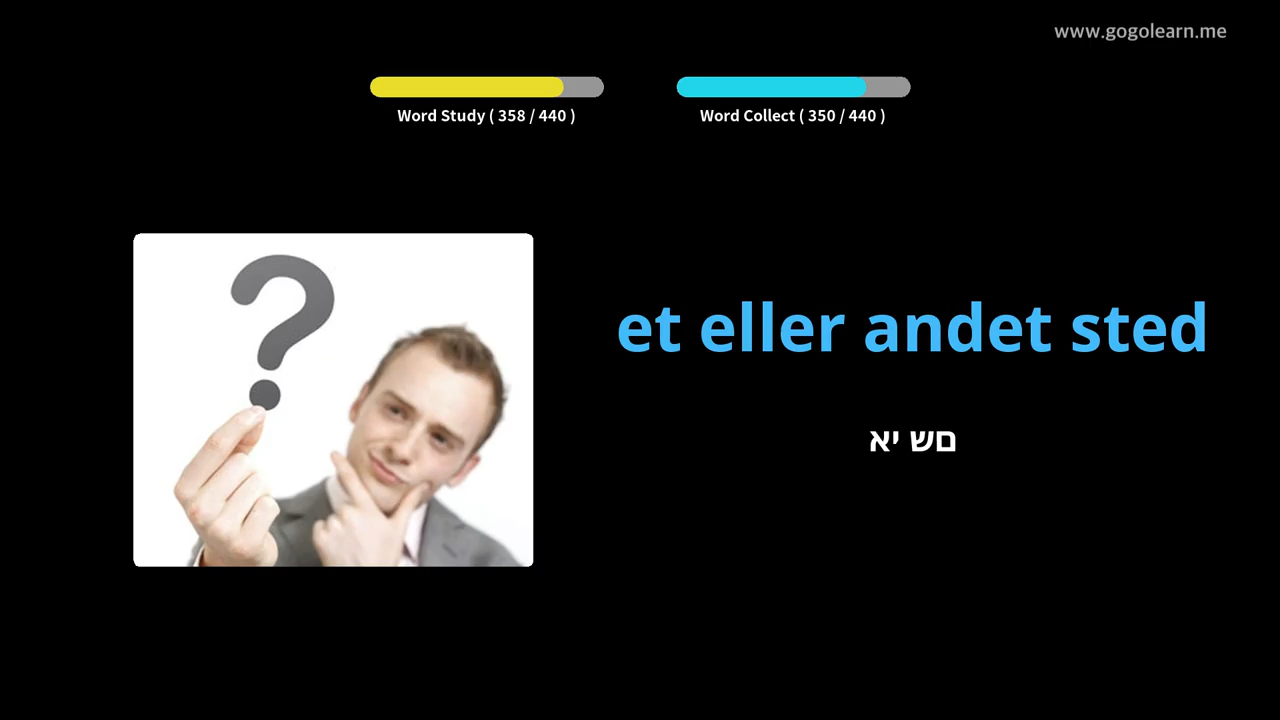 www.gogolearn.me
Word Study ( 358 / 440 )
Word Collect ( 350 / 440 )
et eller andet sted
םש יא